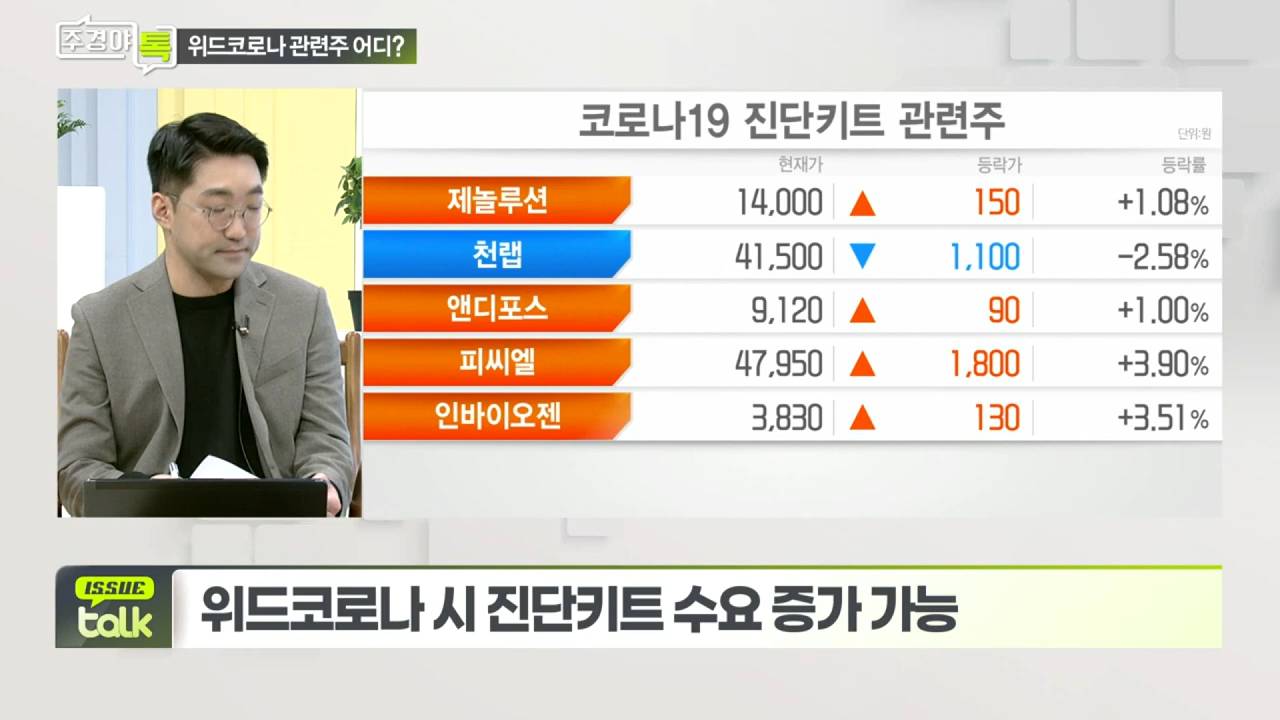 주경야톡 위드코로나 관련주 어디?
코로나19 진단키트 관련주
단위:원
현재가 등락가 등락률
제놀루션 14,000 ▲ 150 +1.08%
천랩 41,500 ▼ 1,100 -2.58%
앤디포스 9,120 ▲ 90 +1.00%
피씨엘 47,950 ▲ 1,800 +3.90%
인바이오젠 3,830 ▲ 130 +3.51%
ISSUE
talk
위드코로나 시 진단키트 수요 증가 가능